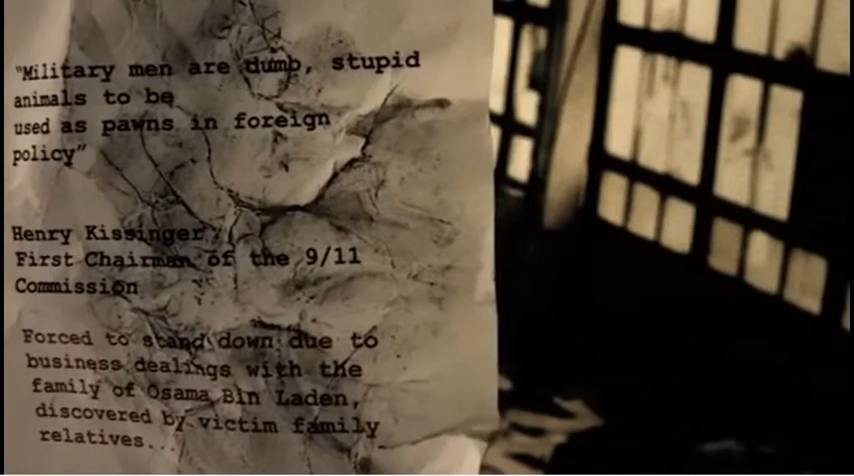 "Military men are dumb, stupid
animals to be
used as pawns in foreign
policy"
Henry Kissinger
First Chairman of the 9/11
Commission
Forced to stand down due to
business dealings with the
family of Osama Bin Laden,
discovered by victim family
relatives...